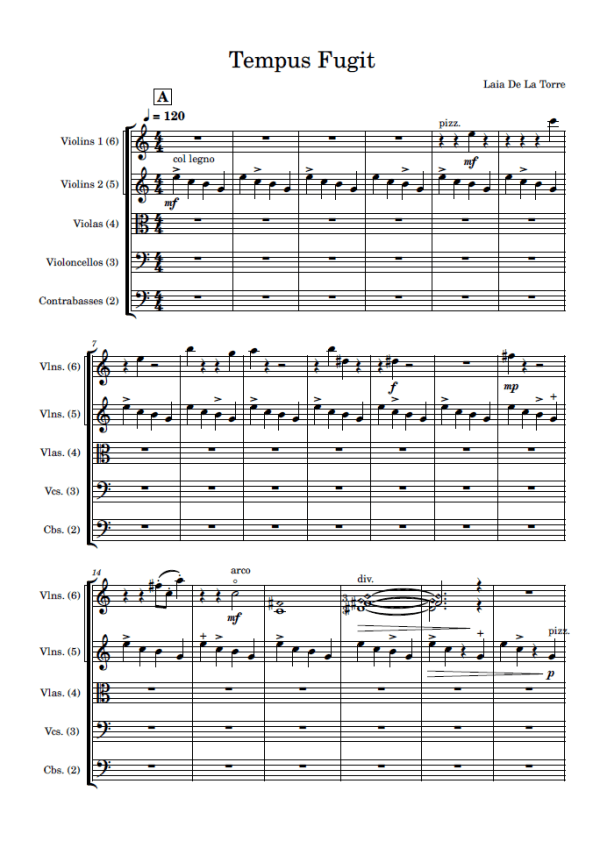 Tempus Fugit
Laia De La Torre
A
♩ = 120
pizz.
Violins 1 (6)
mf
col legno
Violins 2 (5)
mf
Violas (4)
Violoncellos (3)
Contrabasses (2)
7
Vlns. (6)
f
mp
Vlns. (5)
Vlas. (4)
Vcs. (3)
Cbs. (2)
14
arco
div.
Vlns. (6)
3
mf
pizz.
Vlns. (5)
p
Vlas. (4)
Vcs. (3)
Cbs. (2)